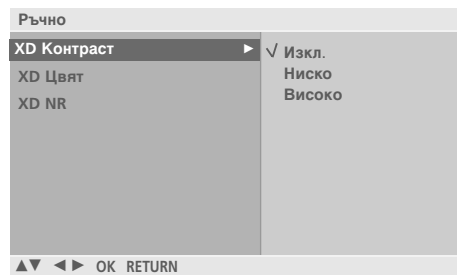 Ръчно
XD Контраст ► √ Изкл.
XD Цвят Ниско
XD NR Високо
▲▼ ◄► OK RETURN